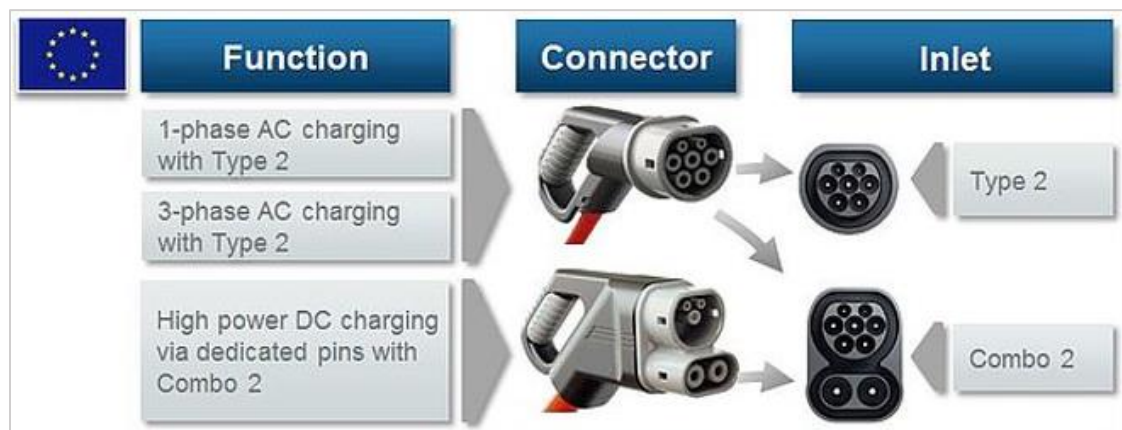 Function
Connector
Inlet
1-phase AC charging
with Type 2
3-phase AC charging
with Type 2
Type 2
High power DC charging
via dedicated pins with
Combo 2
Combo 2